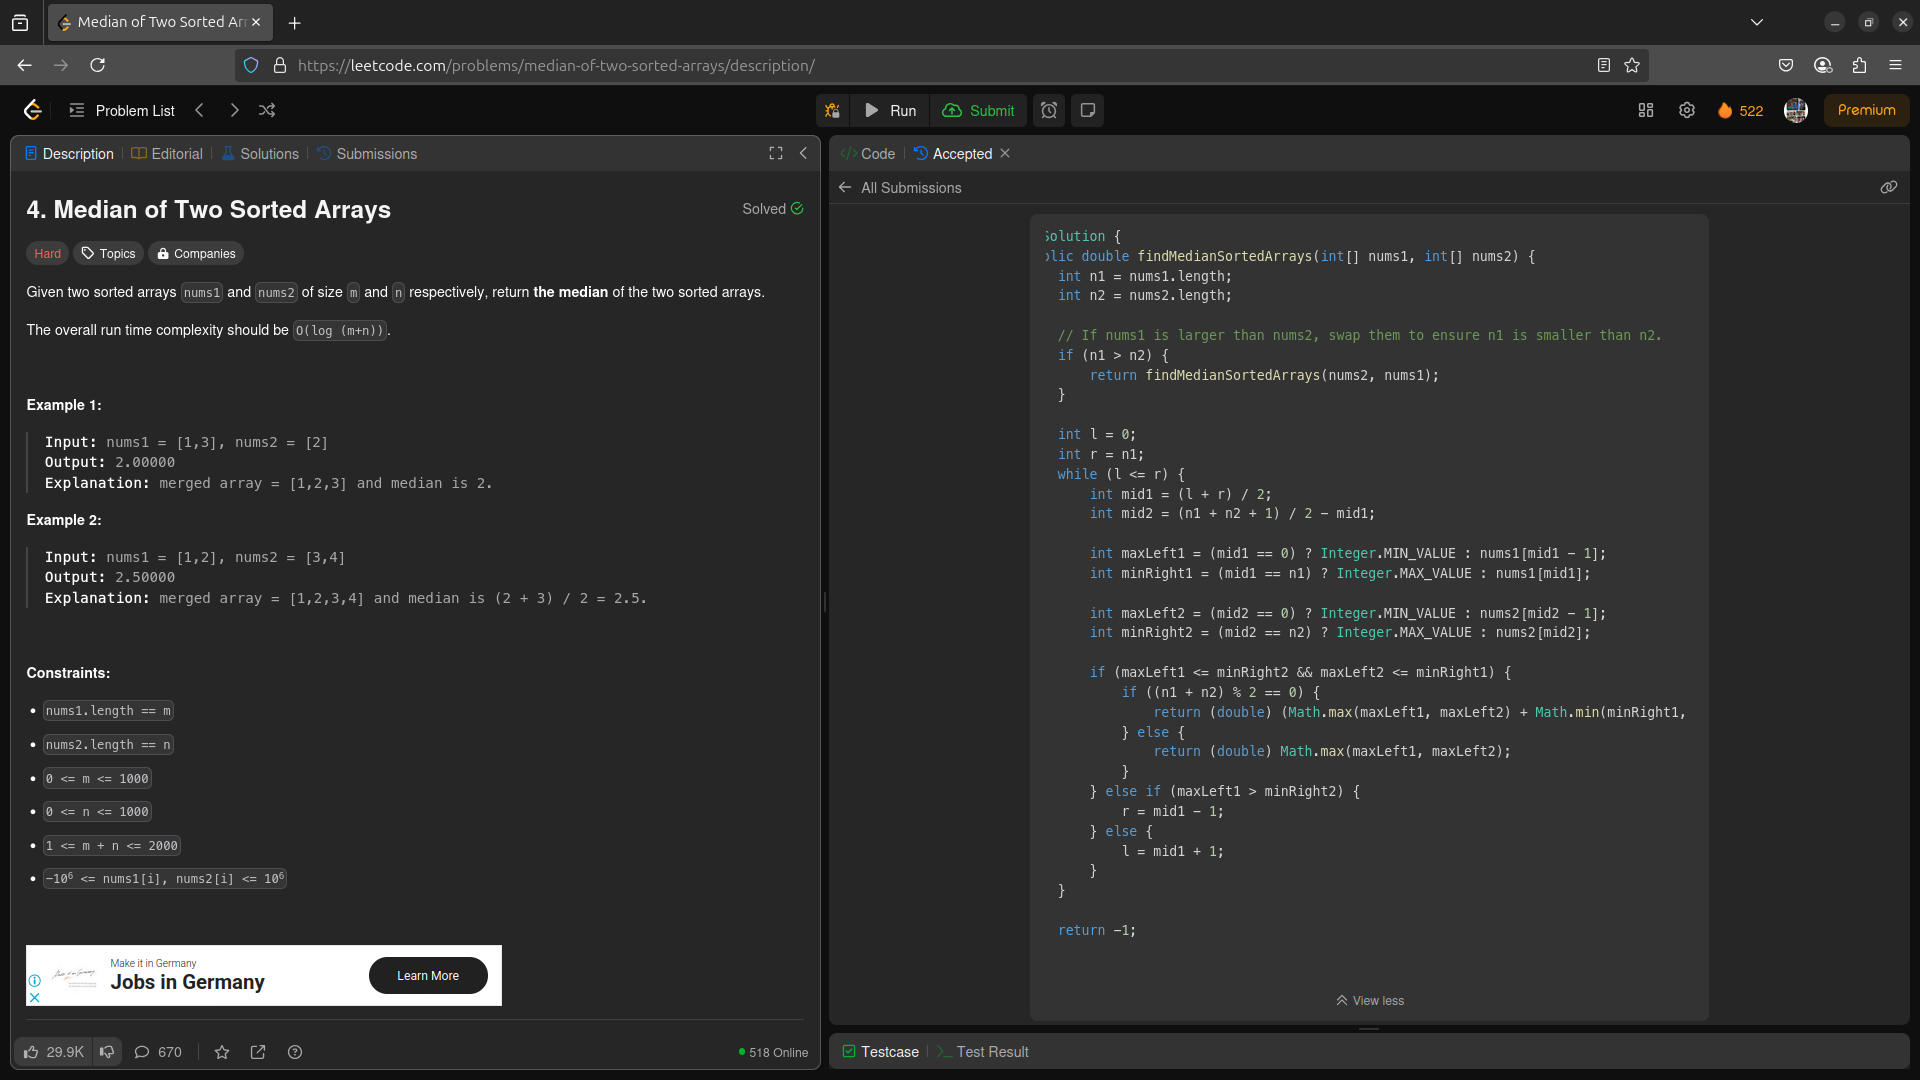 Median of Two Sorted Ar
https://leetcode.com/problems/median-of-two-sorted-arrays/description/
Problem List
Run
Submit
522
Premium
Description
Editorial
Solutions
Submissions
4. Median of Two Sorted Arrays
Solved
Hard
Topics
Companies
Given two sorted arrays nums1 and nums2 of size m and n respectively, return the median of the two sorted arrays.
The overall run time complexity should be O(log (m+n)).
Example 1:
Input: nums1 = [1,3], nums2 = [2]
Output: 2.00000
Explanation: merged array = [1,2,3] and median is 2.
Example 2:
Input: nums1 = [1,2], nums2 = [3,4]
Output: 2.50000
Explanation: merged array = [1,2,3,4] and median is (2 + 3) / 2 = 2.5.
Constraints:
nums1.length == m
nums2.length == n
0 <= m <= 1000
0 <= n <= 1000
1 <= m + n <= 2000
-10⁶ <= nums1[i], nums2[i] <= 10⁶
Make it in Germany
Jobs in Germany
Learn More
29.9K
670
518 Online
Code
Accepted
All Submissions
Solution {
blic double findMedianSortedArrays(int[] nums1, int[] nums2) {
int n1 = nums1.length;
int n2 = nums2.length;
// If nums1 is larger than nums2, swap them to ensure n1 is smaller than n2.
if (n1 > n2) {
return findMedianSortedArrays(nums2, nums1);
}
int l = 0;
int r = n1;
while (l <= r) {
int mid1 = (l + r) / 2;
int mid2 = (n1 + n2 + 1) / 2 - mid1;
int maxLeft1 = (mid1 == 0) ? Integer.MIN_VALUE : nums1[mid1 - 1];
int minRight1 = (mid1 == n1) ? Integer.MAX_VALUE : nums1[mid1];
int maxLeft2 = (mid2 == 0) ? Integer.MIN_VALUE : nums2[mid2 - 1];
int minRight2 = (mid2 == n2) ? Integer.MAX_VALUE : nums2[mid2];
if (maxLeft1 <= minRight2 && maxLeft2 <= minRight1) {
if ((n1 + n2) % 2 == 0) {
return (double) (Math.max(maxLeft1, maxLeft2) + Math.min(minRight1,
} else {
return (double) Math.max(maxLeft1, maxLeft2);
}
} else if (maxLeft1 > minRight2) {
r = mid1 - 1;
} else {
l = mid1 + 1;
}
}
return -1;
View less
Testcase
Test Result